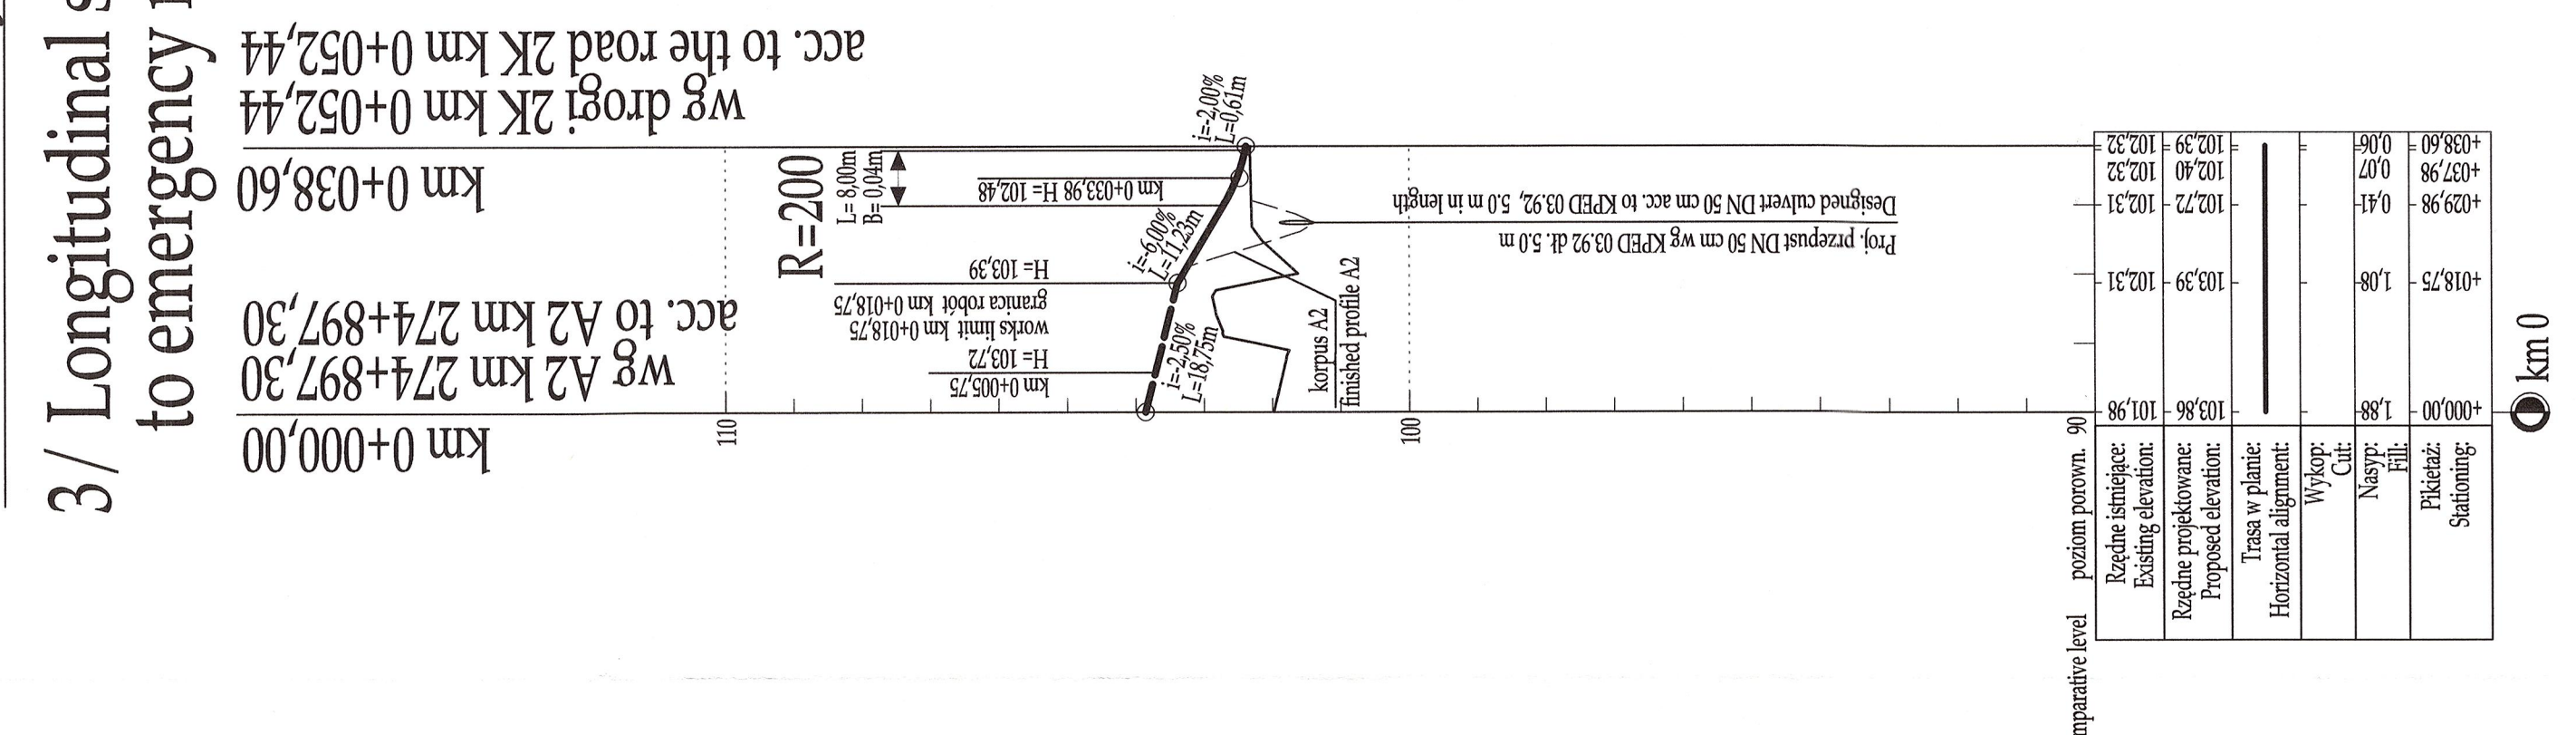 3/ Longitudinal s
to emergency r
km 0+000,00
wg A2 km 274+897,30
acc. to A2 km 274+897,30
km 0+038,60
wg drogi 2K km 0+052,44
acc. to the road 2K km 0+052,44
R=200
L= 8,00m
B= 0,04m
km 0+005,75
H= 103,72
works limit km 0+018,75
granica robót km 0+018,75
H= 103,39
km 0+033,98 H= 102,48
i=-2,50%
L=18,75m
i=-6,00%
L=11,23m
i=-2,00%
L=0,61m
korpus A2
finished profile A2
Proj. przepust DN 50 cm wg KPED 03.92 dł. 5.0 m
Designed culvert DN 50 cm acc. to KPED 03.92, 5.0 m in length
110
100
90
mparative level poziom porown.
Rzędne istniejące:
Existing elevation:
101,98 102,31 102,31 102,32 102,32
Rzędne projektowane:
Proposed elevation:
103,86 103,39 102,72 102,40 102,39
Trasa w planie:
Horizontal alignment:
Wykop:
Cut:
Nasyp:
Fill:
1,88 1,08 0,41 0,07 0,06
Pikietaż:
Stationing:
+000,00 +018,75 +029,98 +037,98 +038,60
km 0